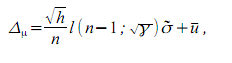 Δμ = √h/n l(n−1; √γ)σ̃ + ū,